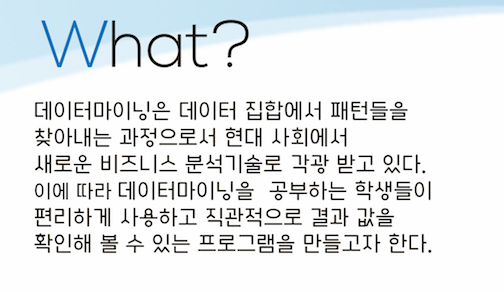 What?
데이터마이닝은 데이터 집합에서 패턴들을
찾아내는 과정으로서 현대 사회에서
새로운 비즈니스 분석기술로 각광 받고 있다.
이에 따라 데이터마이닝을 공부하는 학생들이
편리하게 사용하고 직관적으로 결과 값을
확인해 볼 수 있는 프로그램을 만들고자 한다.